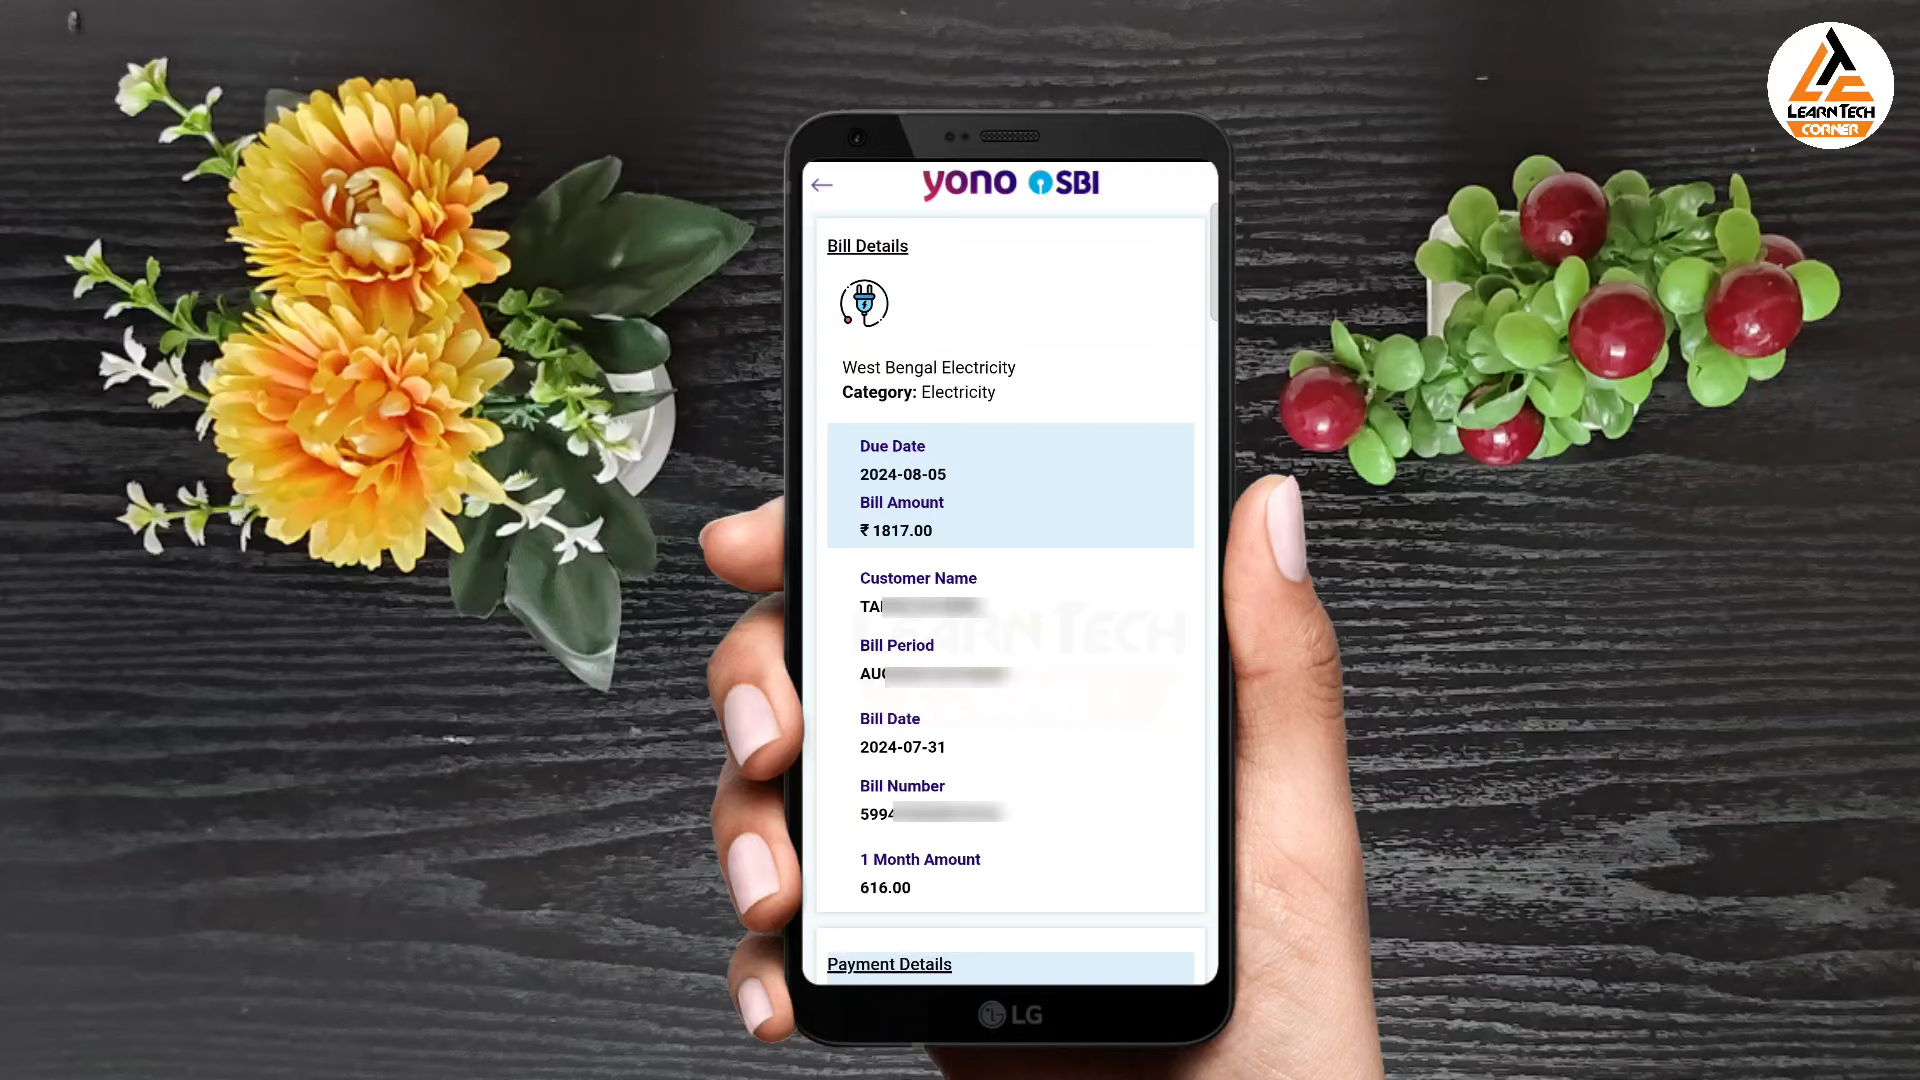 LEARN TECH
CORNER
yono SBI
Bill Details
West Bengal Electricity
Category: Electricity
Due Date
2024-08-05
Bill Amount
₹ 1817.00
Customer Name
Bill Period
Bill Date
2024-07-31
Bill Number
5994
1 Month Amount
616.00
Payment Details
LEARN TECH
LG